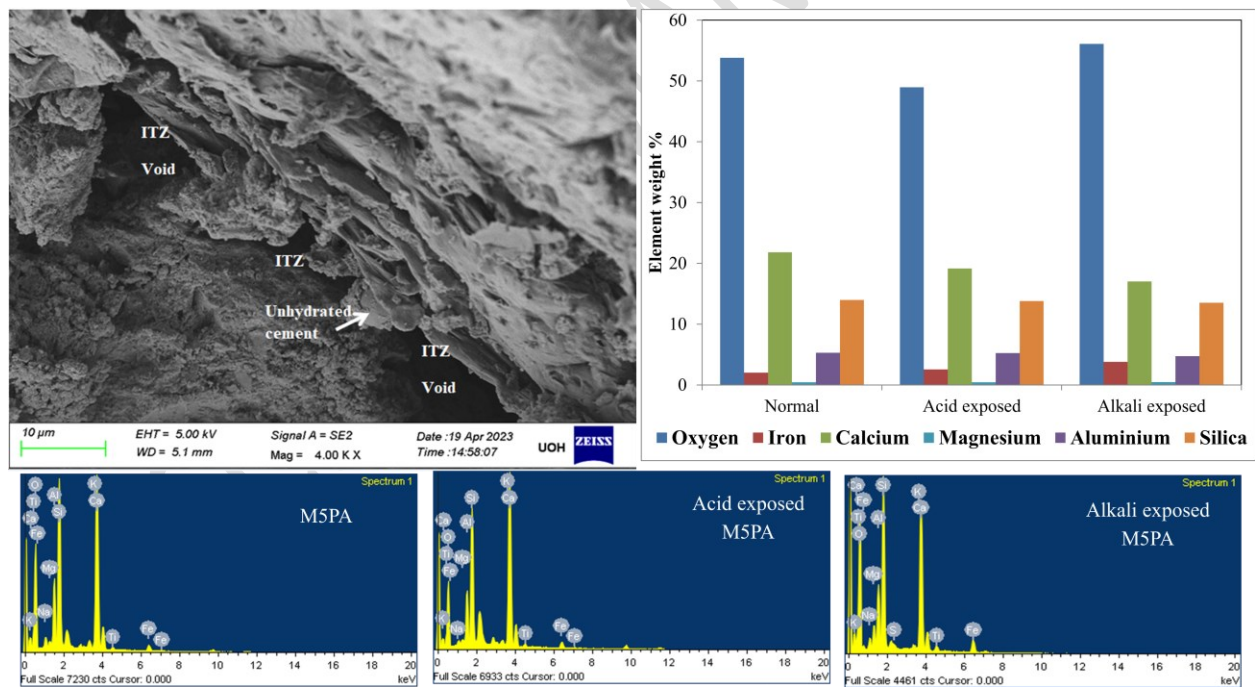 ITZ
Void
ITZ
Unhydrated
cement
ITZ
Void
10 µm
EHT = 5.00 kV
WD = 5.1 mm
Signal A = SE2
Mag = 4.00 K X
Date :19 Apr 2023
Time :14:58:07
UOH
ZEISS
Element weight %
60
50
40
30
20
10
0
Normal Acid exposed Alkali exposed
Oxygen Iron Calcium Magnesium Aluminium Silica
Spectrum 1
M5PA
O
Ti
Ca
Fe
Al
Si
Mg
K
Na
K
Ca
Ti
Fe
Fe
0 2 4 6 8 10 12 14 16 18 20
Full Scale 7230 cts Cursor: 0.000
keV
Spectrum 1
Acid exposed
M5PA
Ca
O
Ti
Fe
Si
Al
Mg
K
Na
K
Ca
Ti
Fe
Fe
0 2 4 6 8 10 12 14 16 18 20
Full Scale 6933 cts Cursor: 0.000
keV
Spectrum 1
Alkali exposed
M5PA
Ca
Fe
Ti
O
Si
Al
Mg
K
Na
S
K
Ca
Ti
Fe
0 2 4 6 8 10 12 14 16 18 20
Full Scale 4461 cts Cursor: 0.000
keV